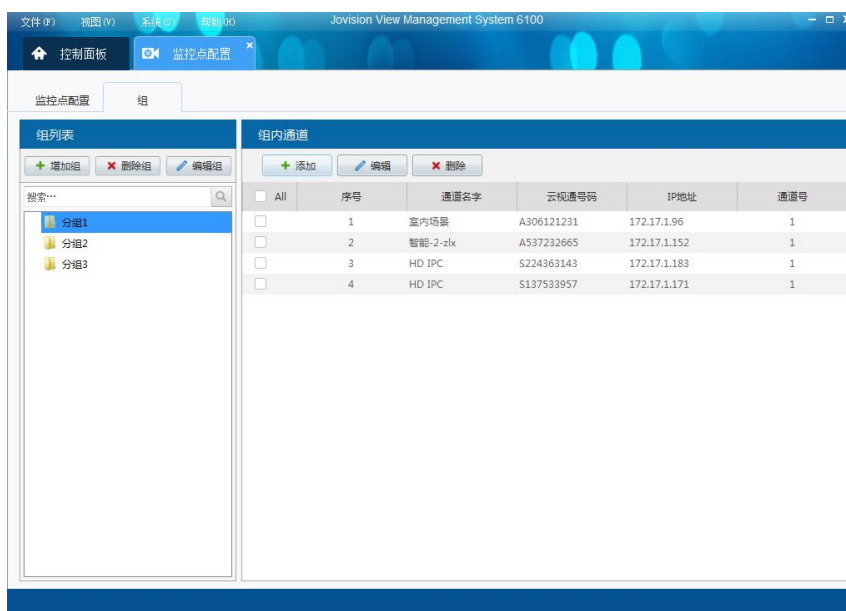 文件(F) 视图(V) 系统(S) 帮助(H) Jovision View Management System 6100
控制面板 监控点配置
监控点配置 组
组列表 组内通道
增加组 删除组 编辑组 添加 编辑 删除
搜索… All 序号 通道名字 云视通号码 IP地址 通道号
分组1 1 室内场景 A306121231 172.17.1.96 1
分组2 2 智能-2-zlx A537232665 172.17.1.152 1
分组3 3 HD IPC S224363143 172.17.1.183 1
4 HD IPC S137533957 172.17.1.171 1